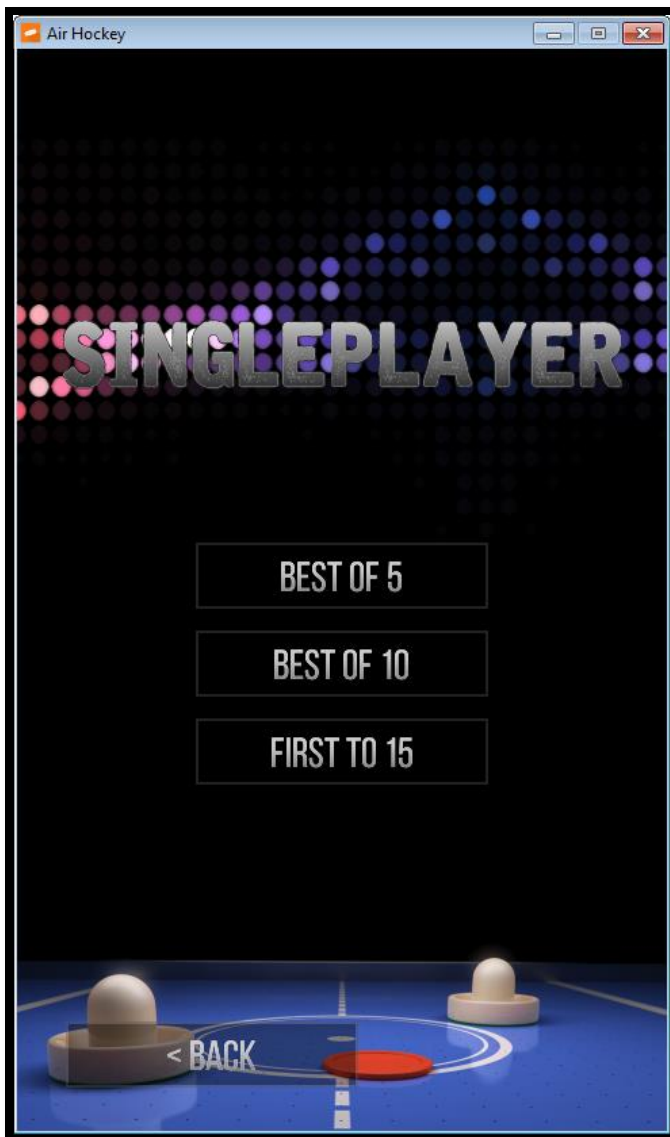 Air Hockey
SINGLEPLAYER
BEST OF 5
BEST OF 10
FIRST TO 15
< BACK